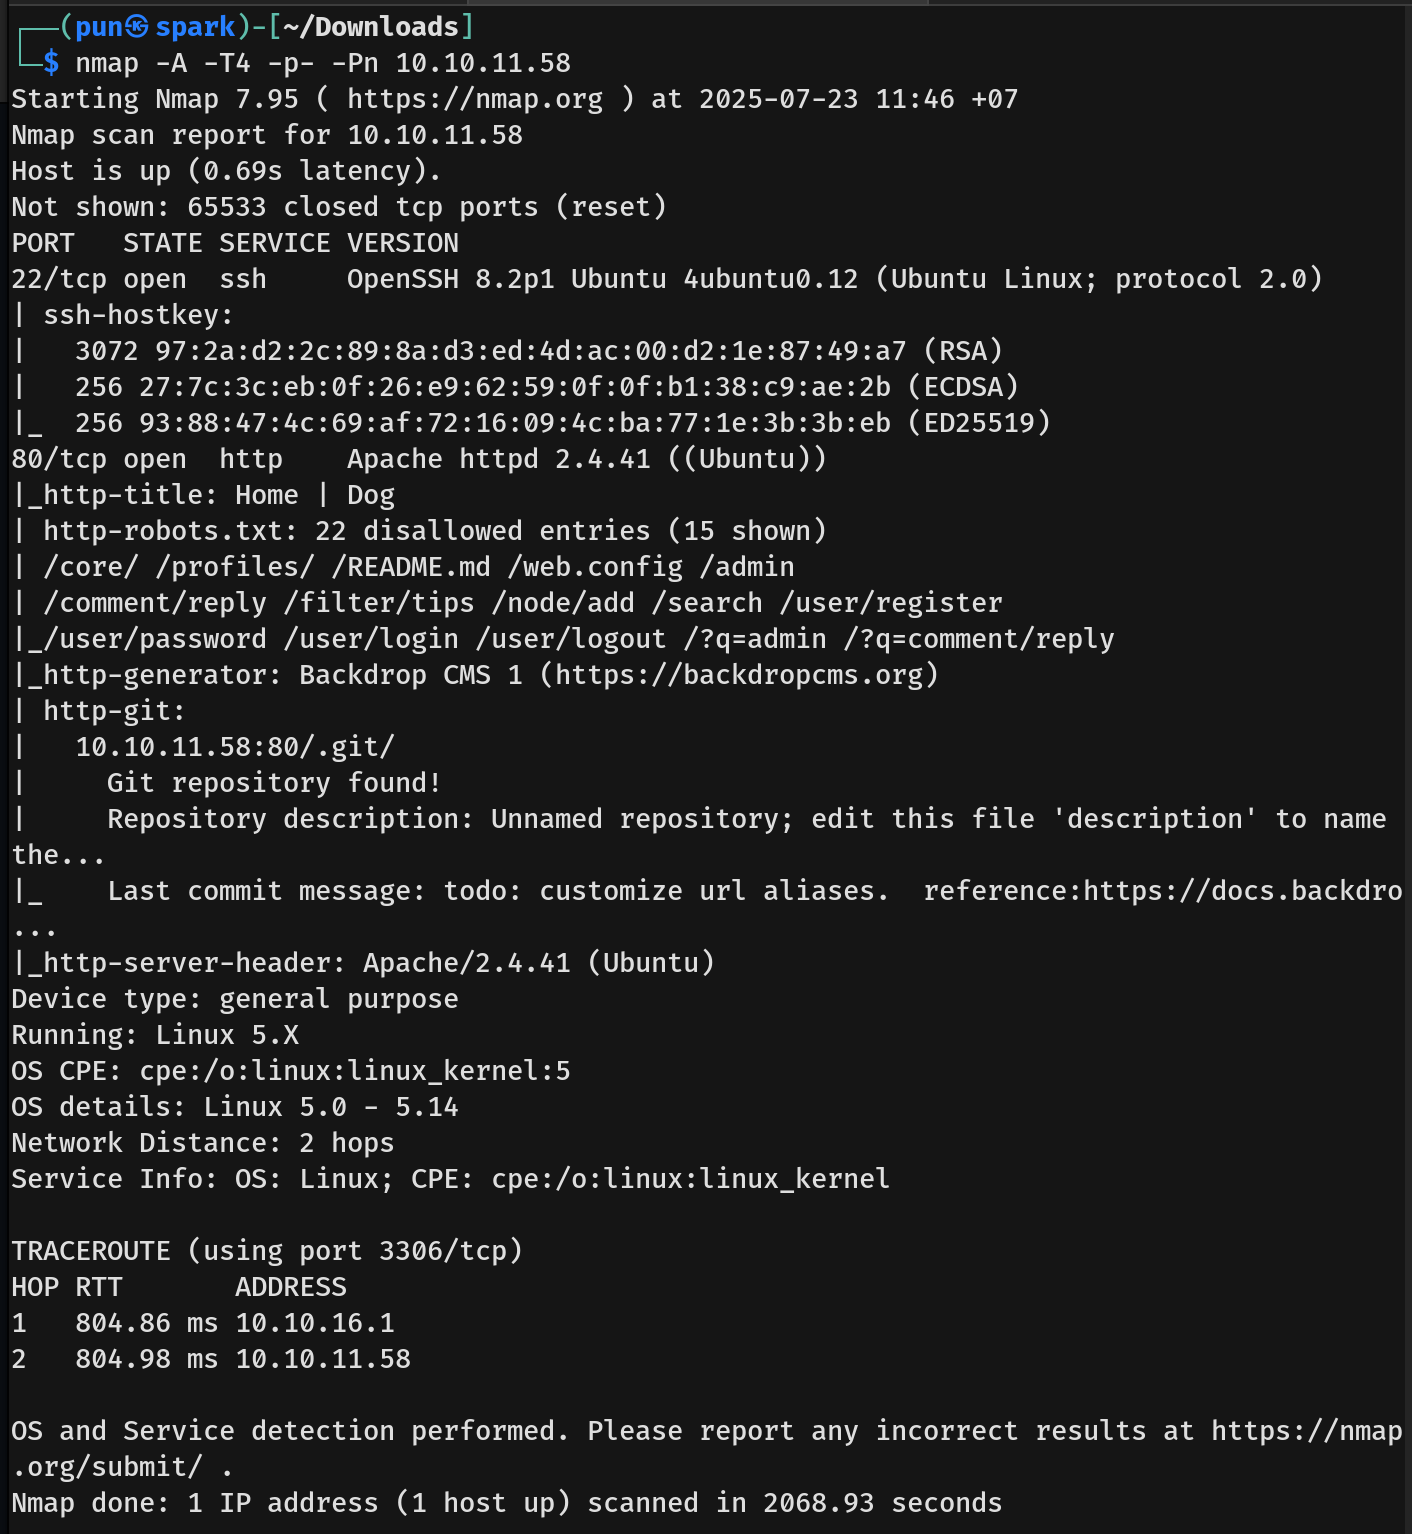 ┌──(pun㉿spark)-[~/Downloads]
└─$ nmap -A -T4 -p- -Pn 10.10.11.58
Starting Nmap 7.95 ( https://nmap.org ) at 2025-07-23 11:46 +07
Nmap scan report for 10.10.11.58
Host is up (0.69s latency).
Not shown: 65533 closed tcp ports (reset)
PORT   STATE SERVICE VERSION
22/tcp open  ssh     OpenSSH 8.2p1 Ubuntu 4ubuntu0.12 (Ubuntu Linux; protocol 2.0)
| ssh-hostkey:
|   3072 97:2a:d2:2c:89:8a:d3:ed:4d:ac:00:d2:1e:87:49:a7 (RSA)
|   256 27:7c:3c:eb:0f:26:e9:62:59:0f:0f:b1:38:c9:ae:2b (ECDSA)
|_  256 93:88:47:4c:69:af:72:16:09:4c:ba:77:1e:3b:3b:eb (ED25519)
80/tcp open  http    Apache httpd 2.4.41 ((Ubuntu))
|_http-title: Home | Dog
| http-robots.txt: 22 disallowed entries (15 shown)
| /core/ /profiles/ /README.md /web.config /admin
| /comment/reply /filter/tips /node/add /search /user/register
|_/user/password /user/login /user/logout /?q=admin /?q=comment/reply
|_http-generator: Backdrop CMS 1 (https://backdropcms.org)
| http-git:
|   10.10.11.58:80/.git/
|     Git repository found!
|     Repository description: Unnamed repository; edit this file 'description' to name
the...
|_    Last commit message: todo: customize url aliases.  reference:https://docs.backdro
...
|_http-server-header: Apache/2.4.41 (Ubuntu)
Device type: general purpose
Running: Linux 5.X
OS CPE: cpe:/o:linux:linux_kernel:5
OS details: Linux 5.0 - 5.14
Network Distance: 2 hops
Service Info: OS: Linux; CPE: cpe:/o:linux:linux_kernel

TRACEROUTE (using port 3306/tcp)
HOP RTT       ADDRESS
1   804.86 ms 10.10.16.1
2   804.98 ms 10.10.11.58

OS and Service detection performed. Please report any incorrect results at https://nmap
.org/submit/ .
Nmap done: 1 IP address (1 host up) scanned in 2068.93 seconds